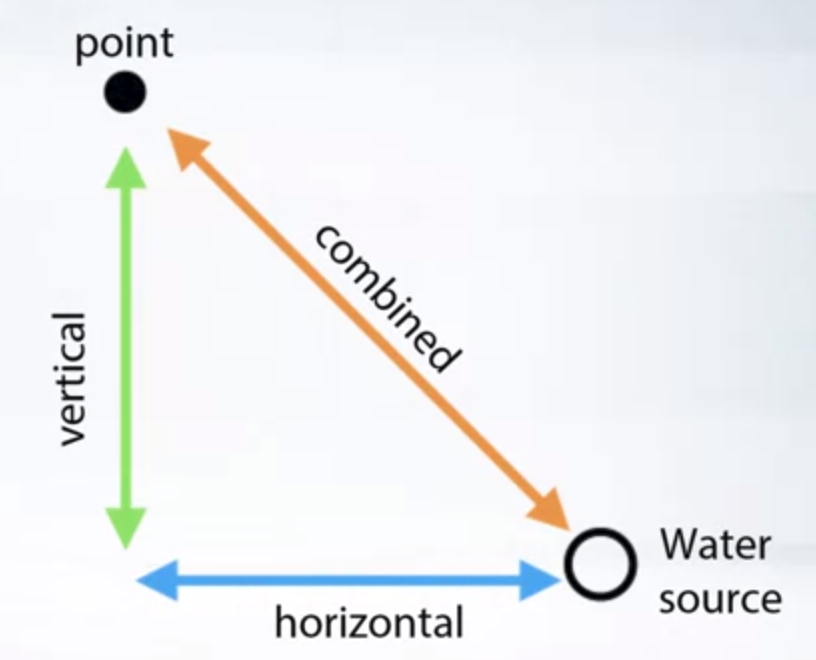 point
combined
vertical
Water
source
horizontal